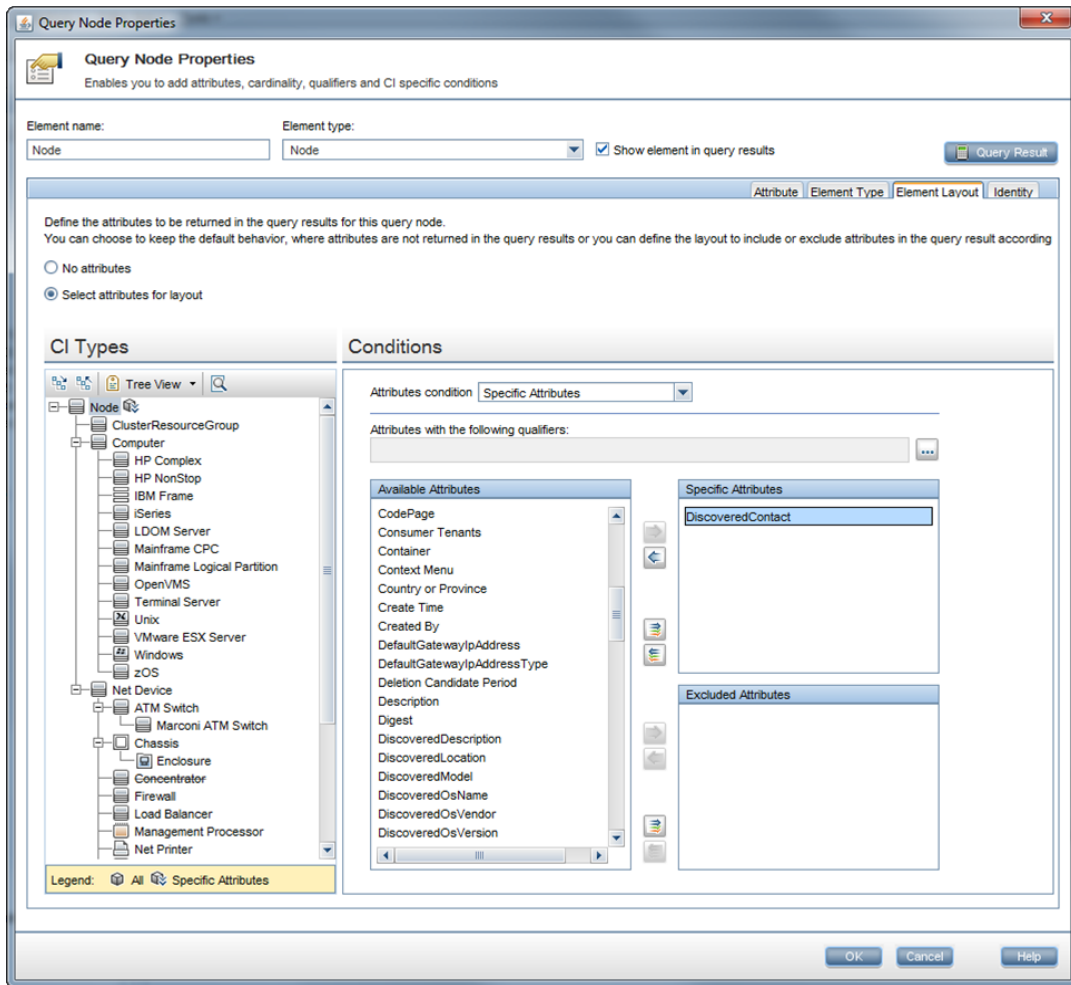 Query Node Properties
Query Node Properties
Enables you to add attributes, cardinality, qualifiers and CI specific conditions
Element name:
Element type:
Node
Node
Show element in query results
Query Result
Attribute
Element Type
Element Layout
Identity
Define the attributes to be returned in the query results for this query node.
You can choose to keep the default behavior, where attributes are not returned in the query results or you can define the layout to include or exclude attributes in the query result according
No attributes
Select attributes for layout
CI Types
Tree View
Node
ClusterResourceGroup
Computer
HP Complex
HP NonStop
IBM Frame
iSeries
LDOM Server
Mainframe CPC
Mainframe Logical Partition
OpenVMS
Terminal Server
Unix
VMware ESX Server
Windows
zOS
Net Device
ATM Switch
Marconi ATM Switch
Chassis
Enclosure
Concentrator
Firewall
Load Balancer
Management Processor
Net Printer
Legend: All Specific Attributes
Conditions
Attributes condition Specific Attributes
Attributes with the following qualifiers:
...
Available Attributes
CodePage
Consumer Tenants
Container
Context Menu
Country or Province
Create Time
Created By
DefaultGatewayIpAddress
DefaultGatewayIpAddressType
Deletion Candidate Period
Description
Digest
DiscoveredDescription
DiscoveredLocation
DiscoveredModel
DiscoveredOsName
DiscoveredOsVendor
DiscoveredOsVersion
Specific Attributes
DiscoveredContact
Excluded Attributes
OK
Cancel
Help